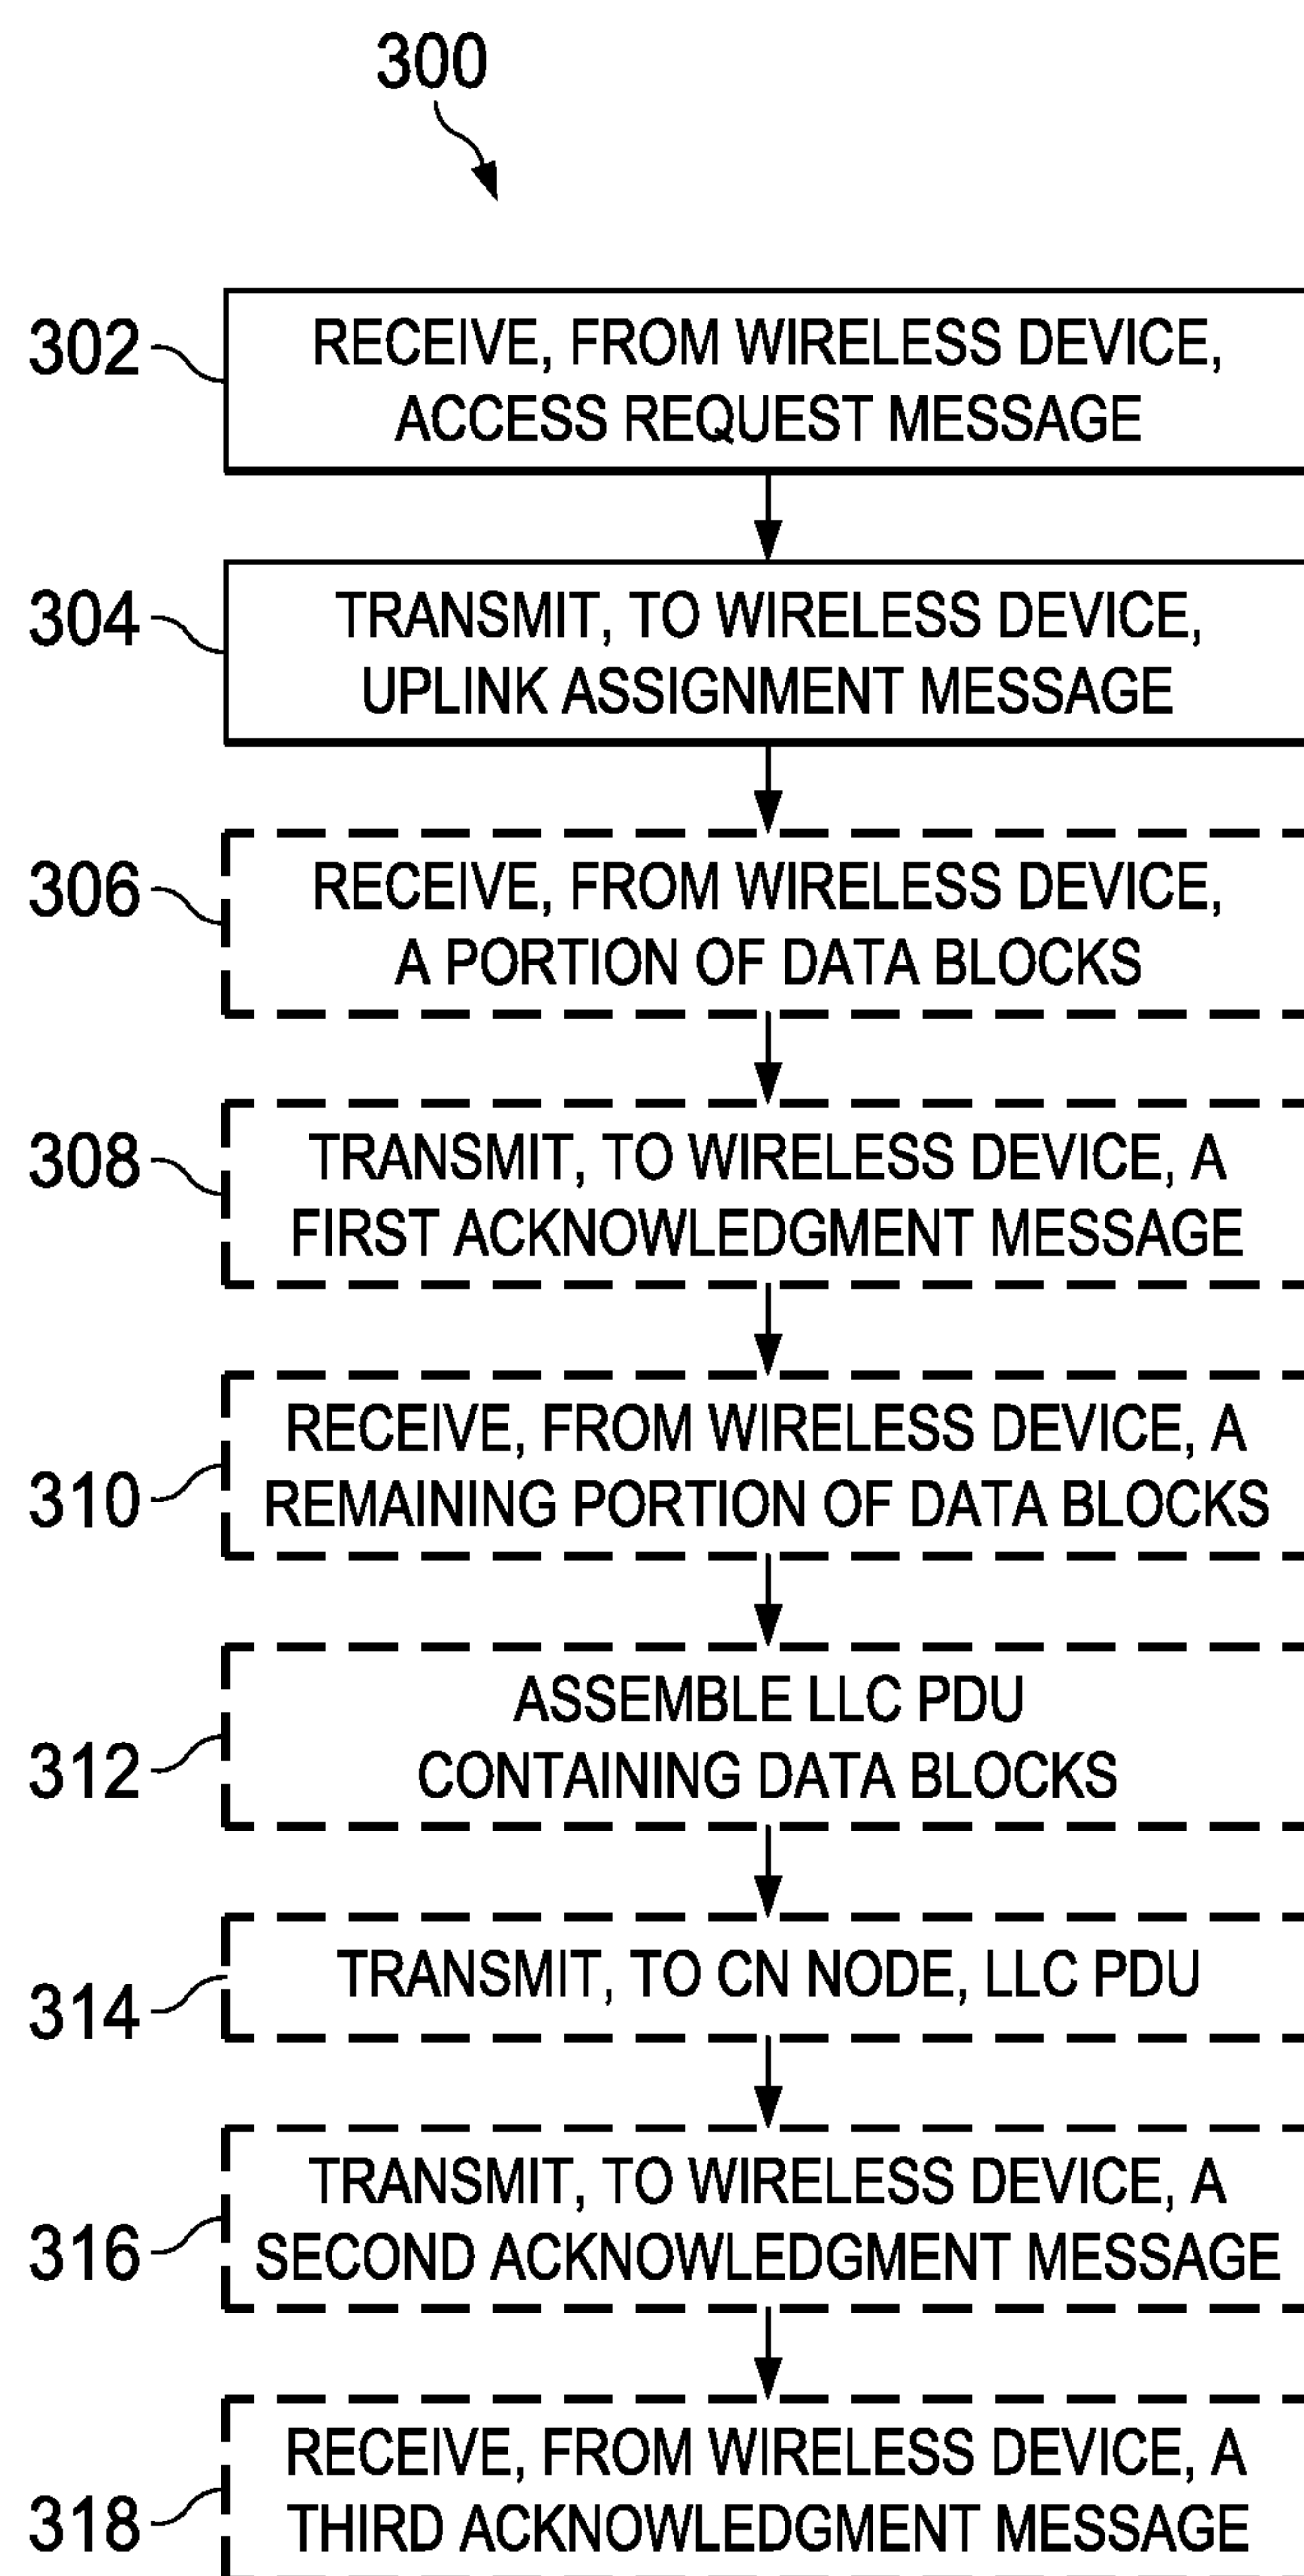 300
302
RECEIVE, FROM WIRELESS DEVICE,
ACCESS REQUEST MESSAGE
304
TRANSMIT, TO WIRELESS DEVICE,
UPLINK ASSIGNMENT MESSAGE
306
RECEIVE, FROM WIRELESS DEVICE,
A PORTION OF DATA BLOCKS
308
TRANSMIT, TO WIRELESS DEVICE, A
FIRST ACKNOWLEDGMENT MESSAGE
310
RECEIVE, FROM WIRELESS DEVICE, A
REMAINING PORTION OF DATA BLOCKS
312
ASSEMBLE LLC PDU
CONTAINING DATA BLOCKS
314
TRANSMIT, TO CN NODE, LLC PDU
316
TRANSMIT, TO WIRELESS DEVICE, A
SECOND ACKNOWLEDGMENT MESSAGE
318
RECEIVE, FROM WIRELESS DEVICE, A
THIRD ACKNOWLEDGMENT MESSAGE